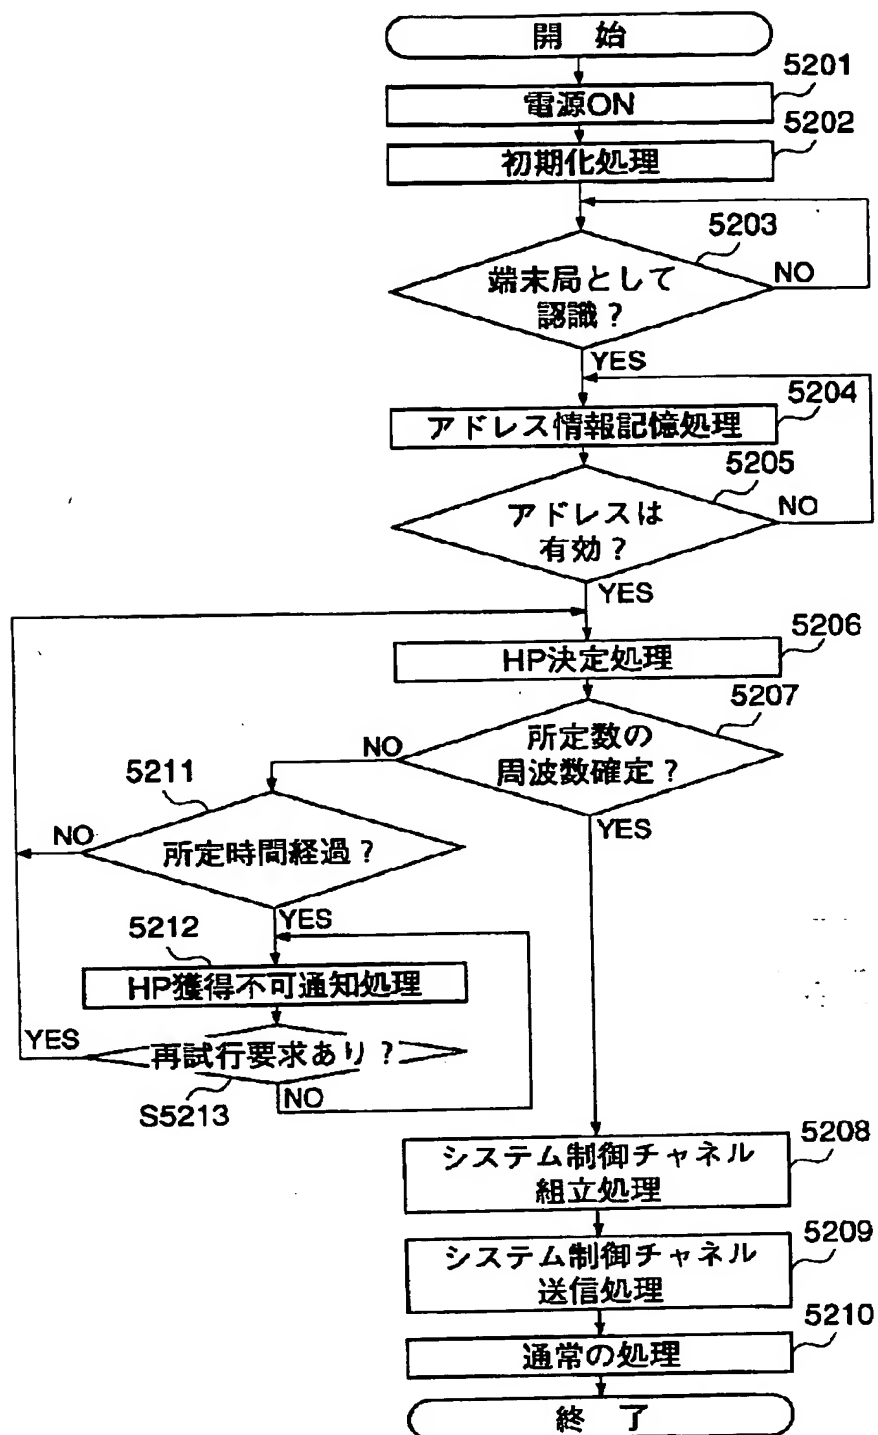 開 始
5201
電源ON
5202
初期化処理
5203
端末局として
認識?
NO
YES
5204
アドレス情報記憶処理
5205
アドレスは
有効?
NO
YES
5206
HP決定処理
5207
所定数の
周波数確定?
NO
YES
5211
所定時間経過?
NO
YES
5212
HP獲得不可通知処理
再試行要求あり?
YES
NO
S5213
5208
システム制御チャネル
組立処理
5209
システム制御チャネル
送信処理
5210
通常の処理
終 了